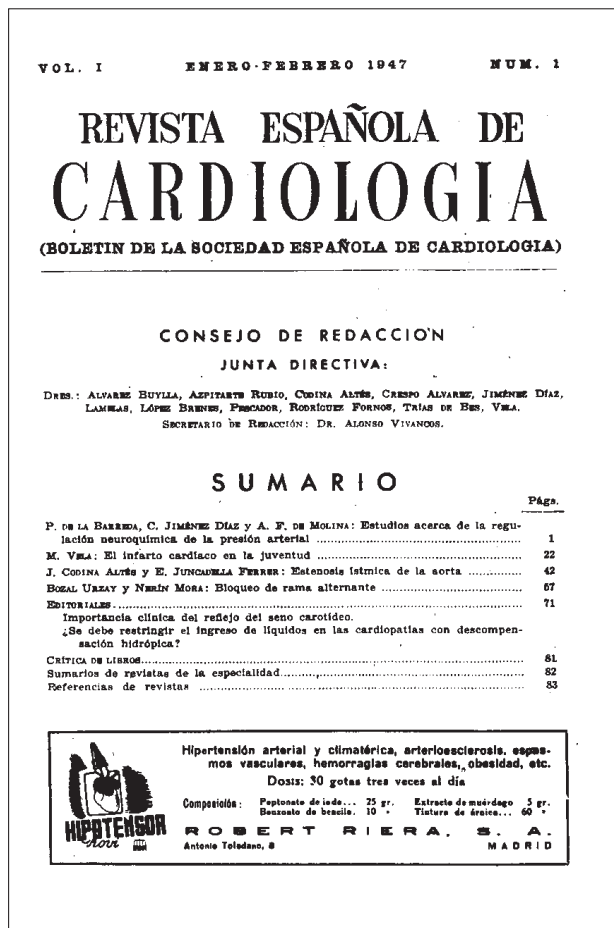 VOL. I ENERO-FEBRERO 1947 NUM. 1
REVISTA ESPAÑOLA DE
CARDIOLOGIA
(BOLETIN DE LA SOCIEDAD ESPAÑOLA DE CARDIOLOGIA)
CONSEJO DE REDACCION
JUNTA DIRECTIVA:
DRES.: ALVAREZ BUYLLA, AZPITARTE RUBIO, CODINA ALTÉS, CRESPO ALVAREZ, JIMÉNEZ DÍAZ,
LAMELAS, LÓPEZ BRENES, PESCADOR, RODRÍGUEZ FORNOS, TRÍAS DE BES, VELA.
SECRETARIO DE REDACCIÓN: DR. ALONSO VIVANCOS.
SUMARIO
Págs.
P. DE LA BARREDA, C. JIMÉNEZ DÍAZ y A. F. DE MOLINA: Estudios acerca de la regu-
lación neuroquímica de la presión arterial ... 1
M. VELA: El infarto cardíaco en la juventud ... 22
J. CODINA ALTÉS y E. JUNCADELLA FERRER: Estenosis ístmica de la aorta ... 42
BOZAL URZAY y NERÍN MORA: Bloqueo de rama alternante ... 67
EDITORIALES ... 71
Importancia clínica del reflejo del seno carotídeo.
¿Se debe restringir el ingreso de líquidos en las cardiopatías con descompen-
sación hidrópica?
CRÍTICA DE LIBROS ... 81
Sumarios de revistas de la especialidad ... 82
Referencias de revistas ... 83
Hipertensión arterial y climatérica, arterioesclerosis, espas-
mos vasculares, hemorragias cerebrales, obesidad, etc.
Dosis: 30 gotas tres veces al día
Composición: Peptonato de iodo... 25 gr. Extracto de muérdago 5 gr.
Benzoato de bencilo. 10 » Tintura de árnica... 60 »
HIPOTENSOR
ROBERT RIERA, S. A.
Antonio Toledano, 8 MADRID